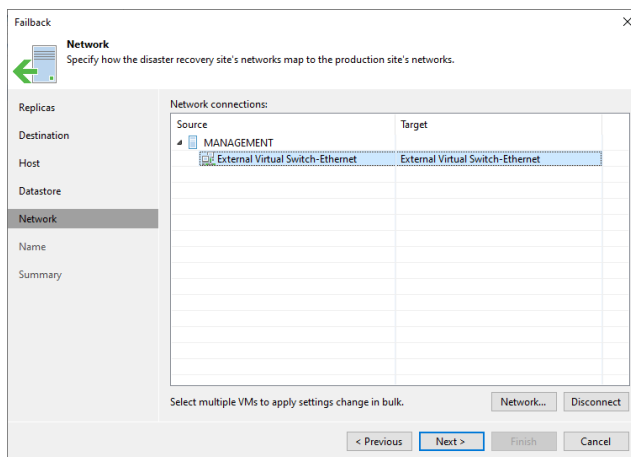 Failback
Network
Specify how the disaster recovery site's networks map to the production site's networks.
Replicas
Destination
Host
Datastore
Network
Name
Summary
Network connections:
Source Target
MANAGEMENT
External Virtual Switch-Ethernet External Virtual Switch-Ethernet
Select multiple VMs to apply settings change in bulk.
Network... Disconnect
< Previous Next > Finish Cancel